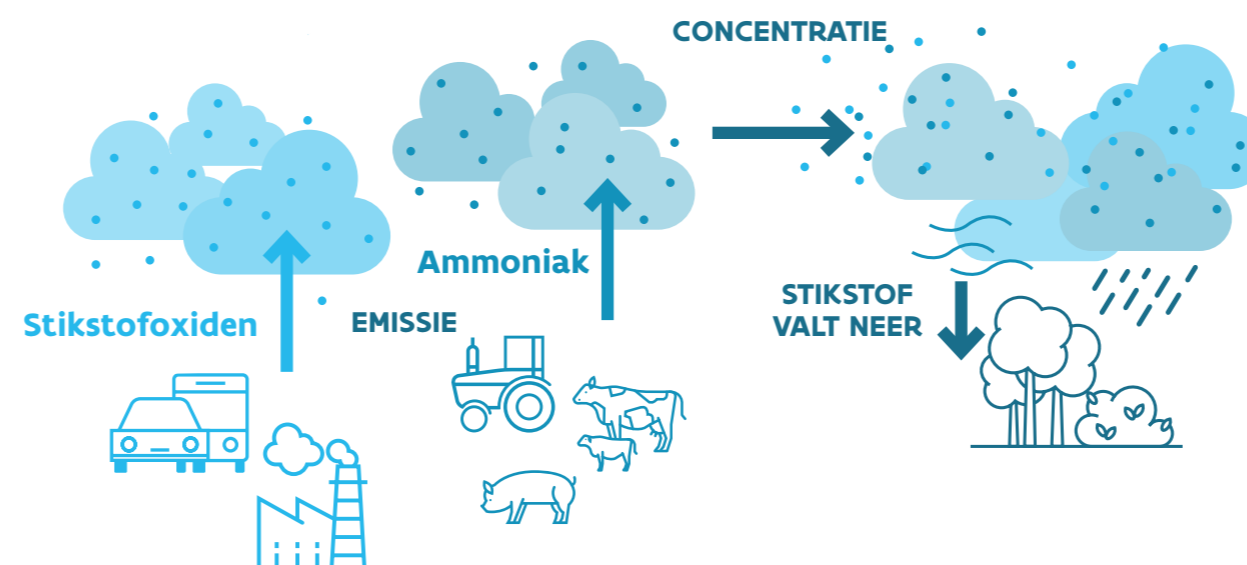 CONCENTRATIE
Ammoniak
Stikstofoxiden
EMISSIE
STIKSTOF
VALT NEER